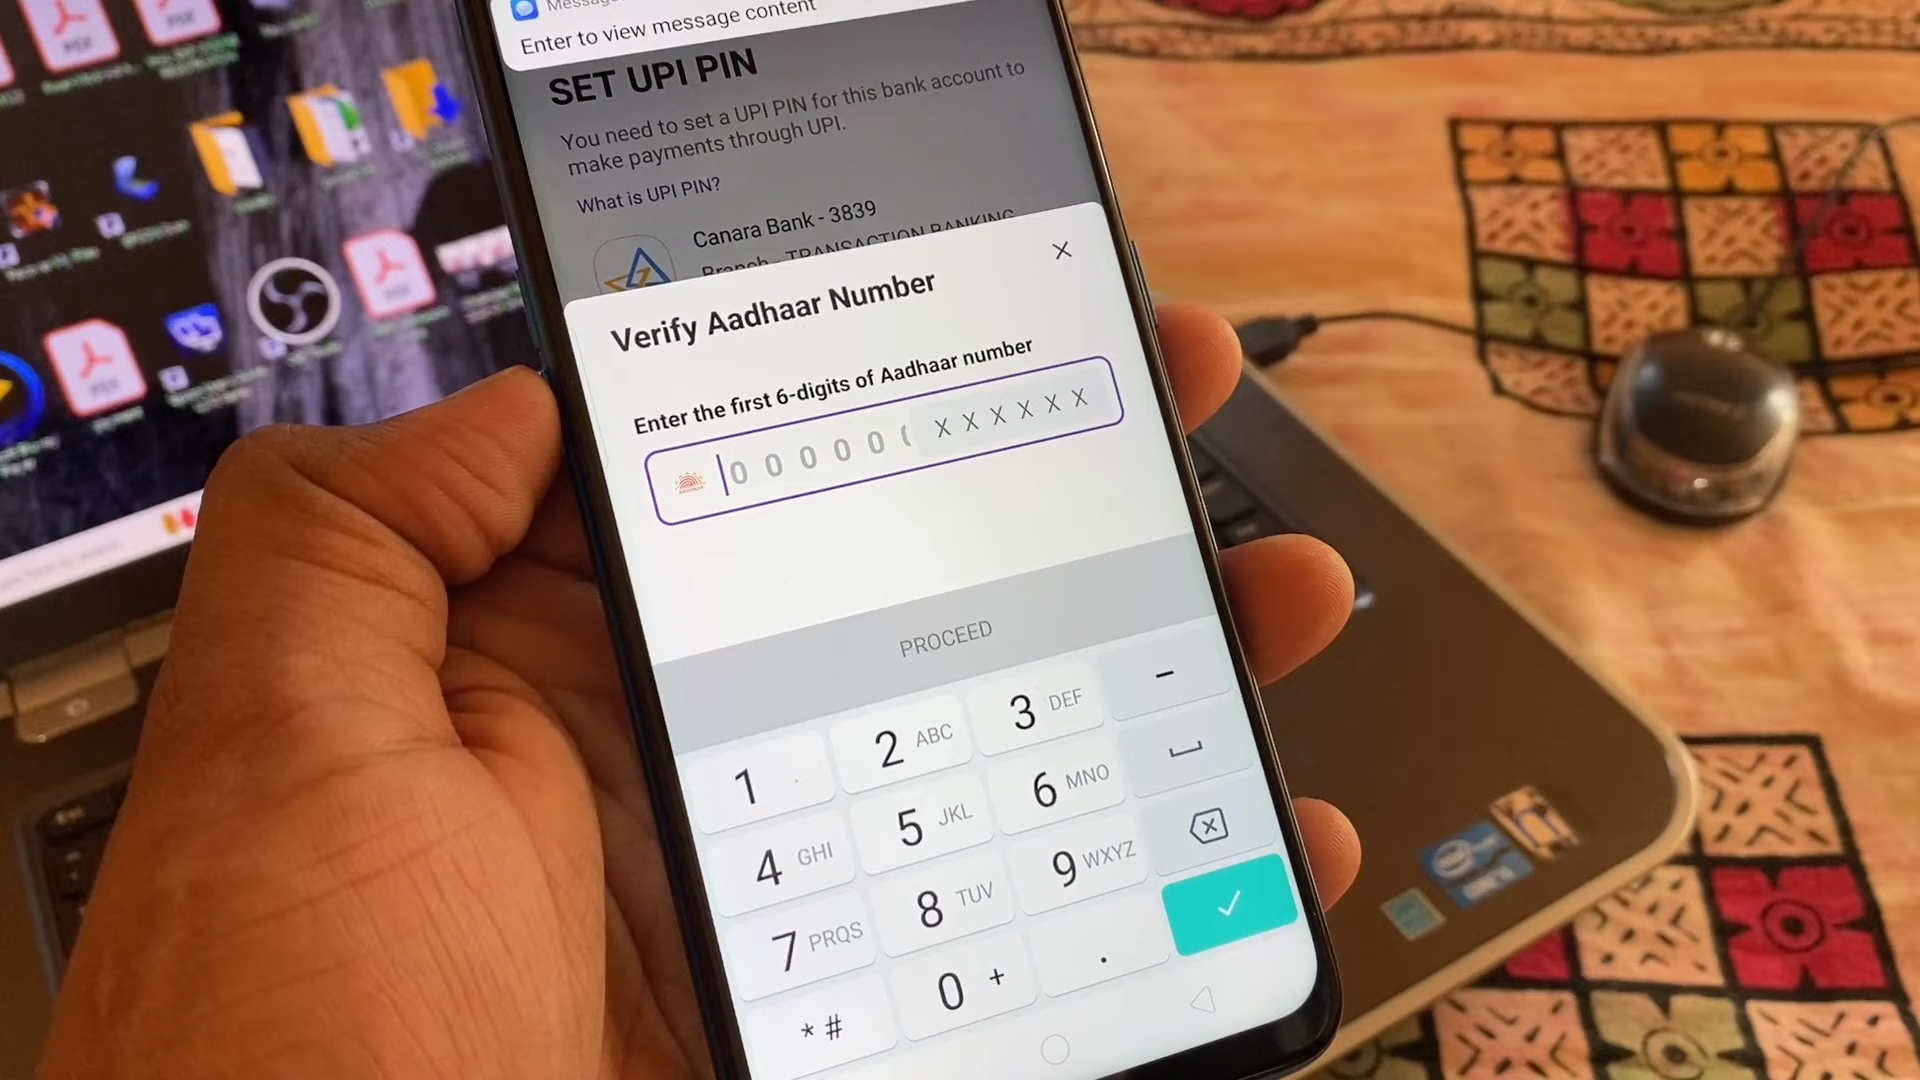 Enter to view message content
SET UPI PIN
You need to set a UPI PIN for this bank account to
make payments through UPI.
What is UPI PIN?
Canara Bank - 3839
Branch - TRANSACTION BANKING
Verify Aadhaar Number
Enter the first 6-digits of Aadhaar number
0 0 0 0 0 X X X X X X
PROCEED
1 2 ABC 3 DEF -
4 GHI 5 JKL 6 MNO
7 PRQS 8 TUV 9 WXYZ
* # 0 + .
intel